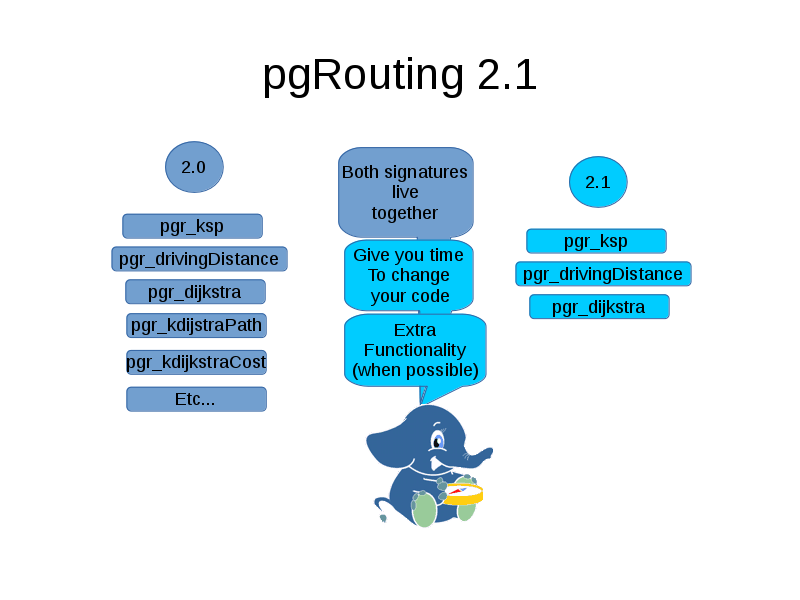 pgRouting 2.1
2.0
pgr_ksp
pgr_drivingDistance
pgr_dijkstra
pgr_kdijstraPath
pgr_kdijkstraCost
Etc...
Both signatures
live
together
Give you time
To change
your code
Extra
Functionality
(when possible)
2.1
pgr_ksp
pgr_drivingDistance
pgr_dijkstra